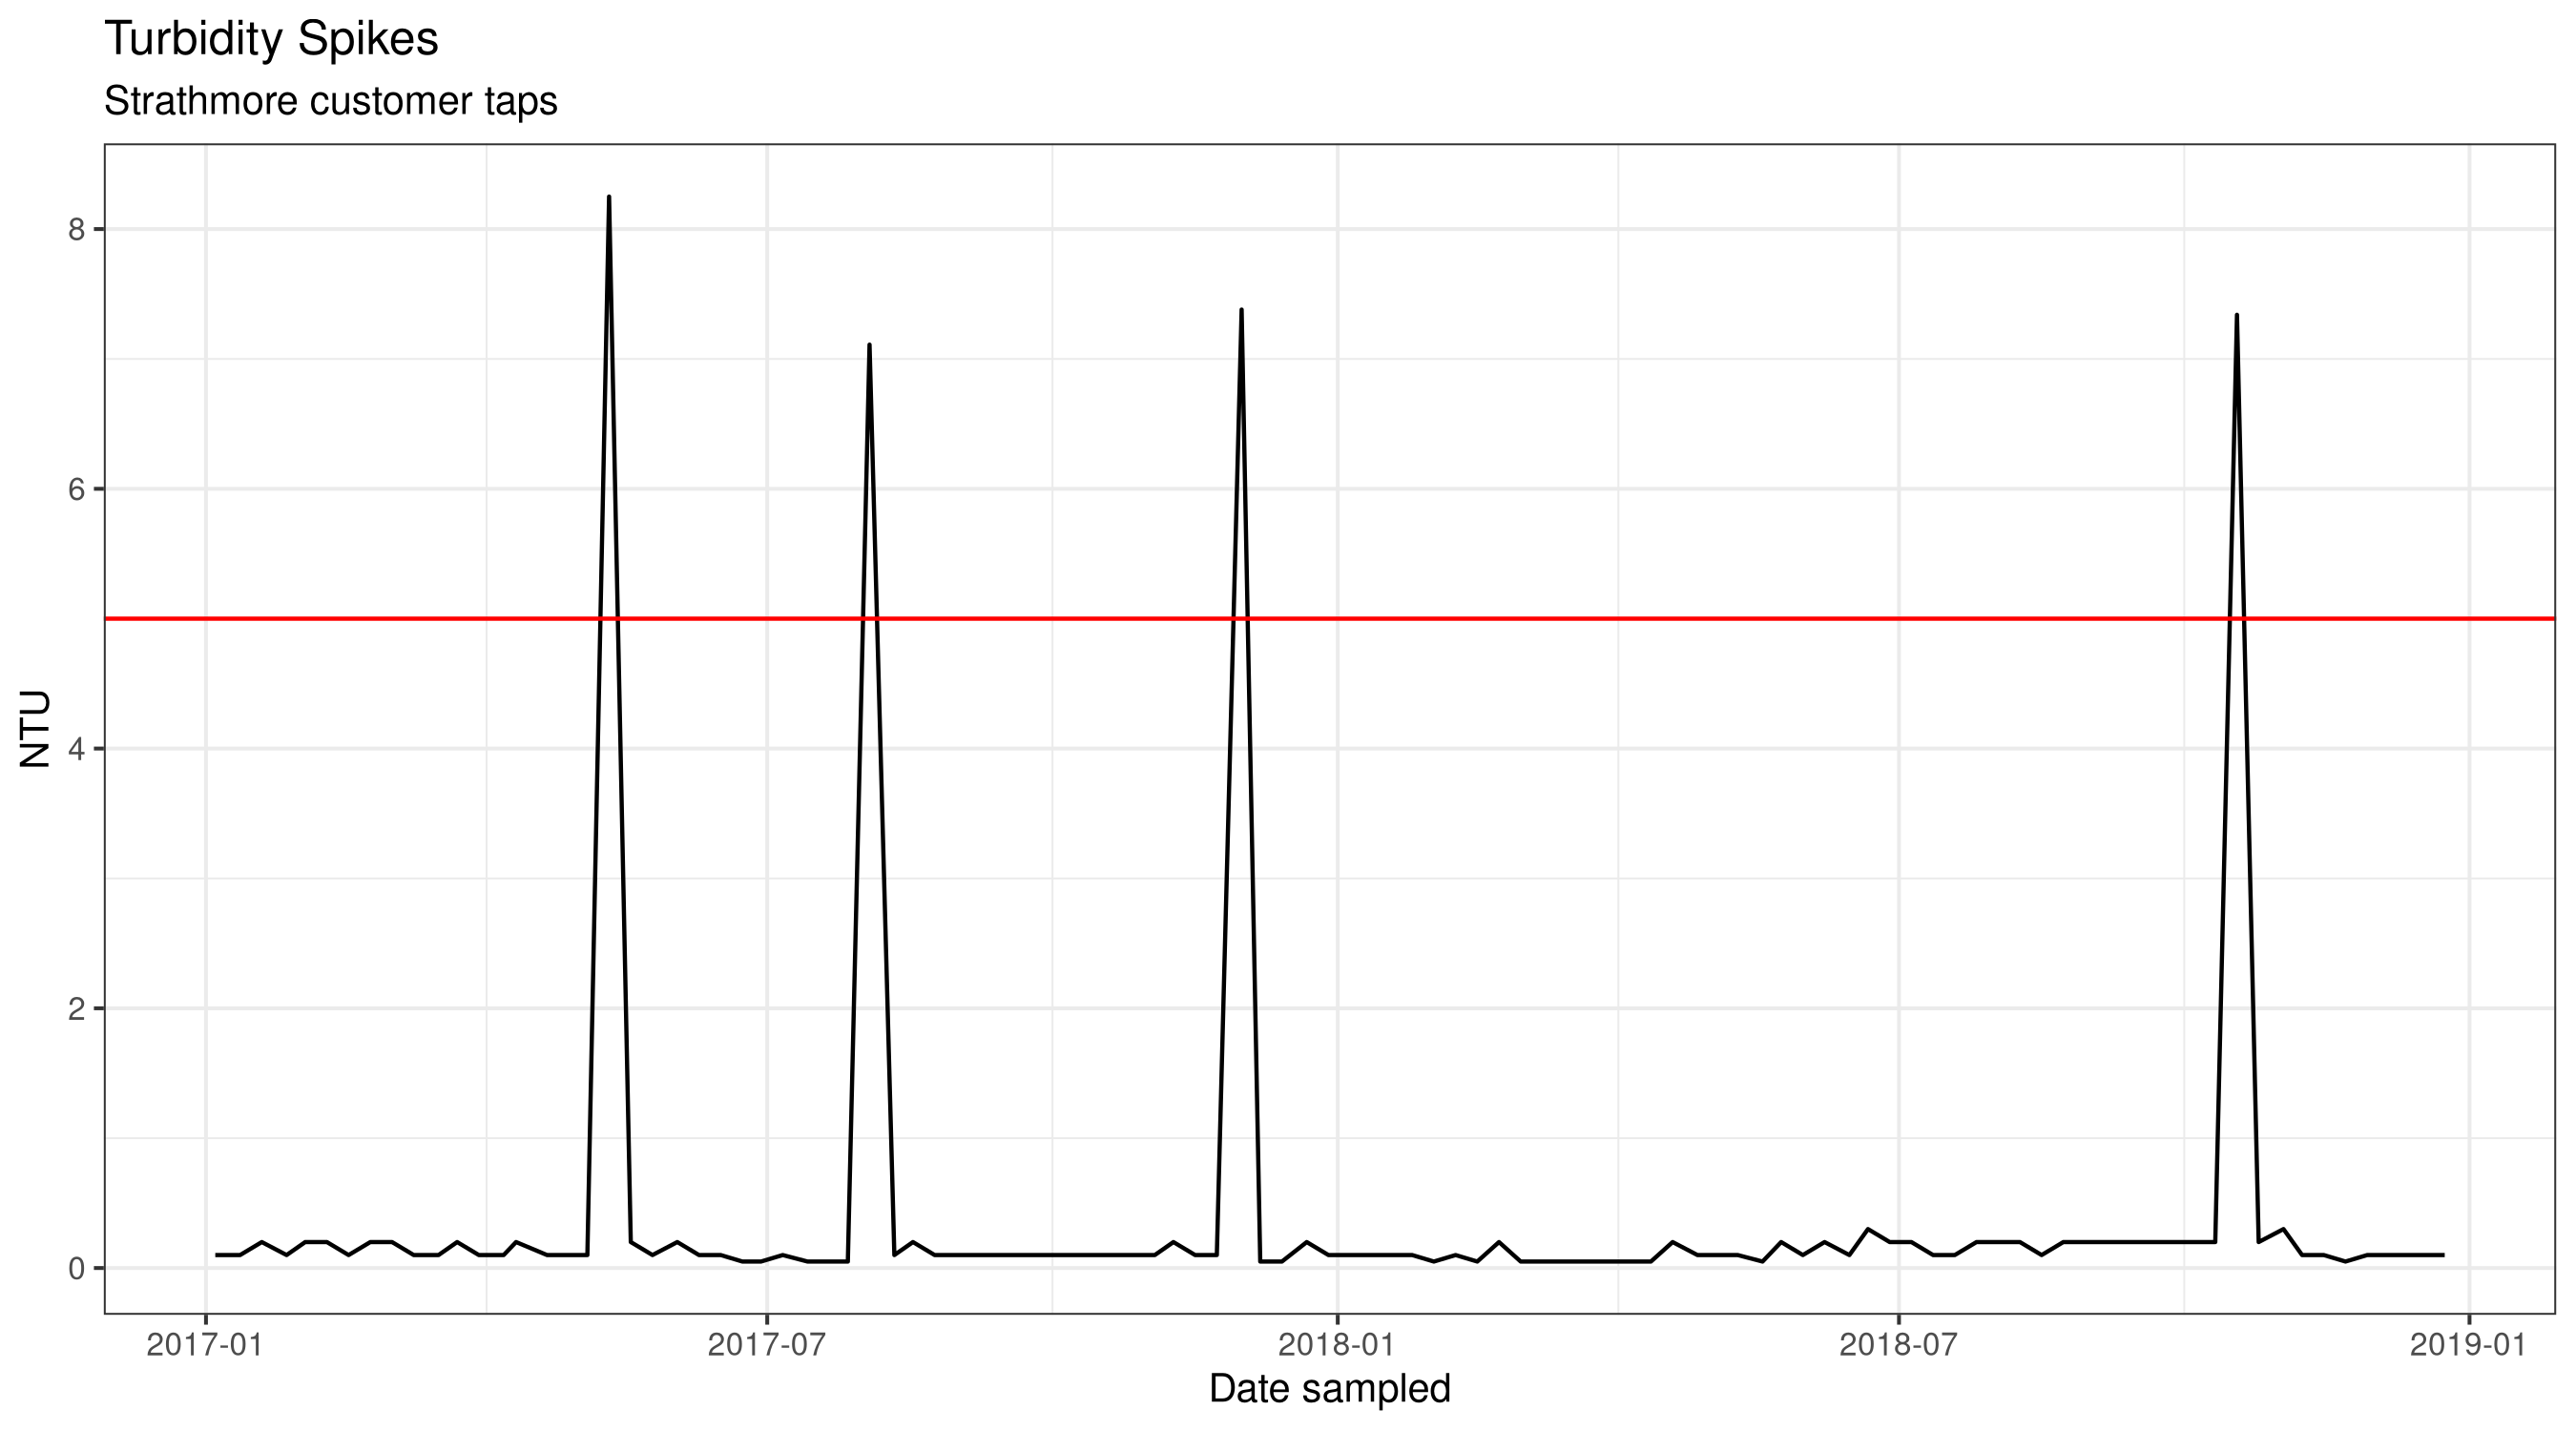 Turbidity Spikes
Strathmore customer taps
8
6
4
2
0
NTU
2017-01
2017-07
2018-01
2018-07
2019-01
Date sampled